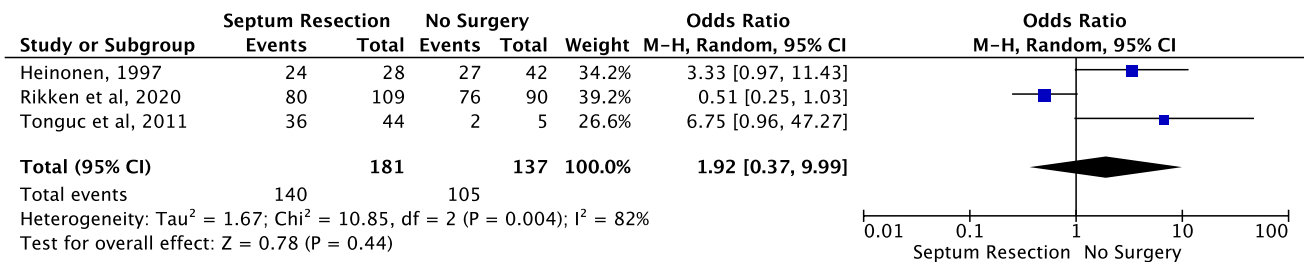 Septum Resection No Surgery Odds Ratio Odds Ratio
Study or Subgroup Events Total Events Total Weight M-H, Random, 95% CI M-H, Random, 95% CI
Heinonen, 1997 24 28 27 42 34.2% 3.33 [0.97, 11.43]
Rikken et al, 2020 80 109 76 90 39.2% 0.51 [0.25, 1.03]
Tonguc et al, 2011 36 44 2 5 26.6% 6.75 [0.96, 47.27]
Total (95% CI) 181 137 100.0% 1.92 [0.37, 9.99]
Total events 140 105
Heterogeneity: Tau² = 1.67; Chi² = 10.85, df = 2 (P = 0.004); I² = 82%
Test for overall effect: Z = 0.78 (P = 0.44)
0.01 0.1 1 10 100
Septum Resection No Surgery